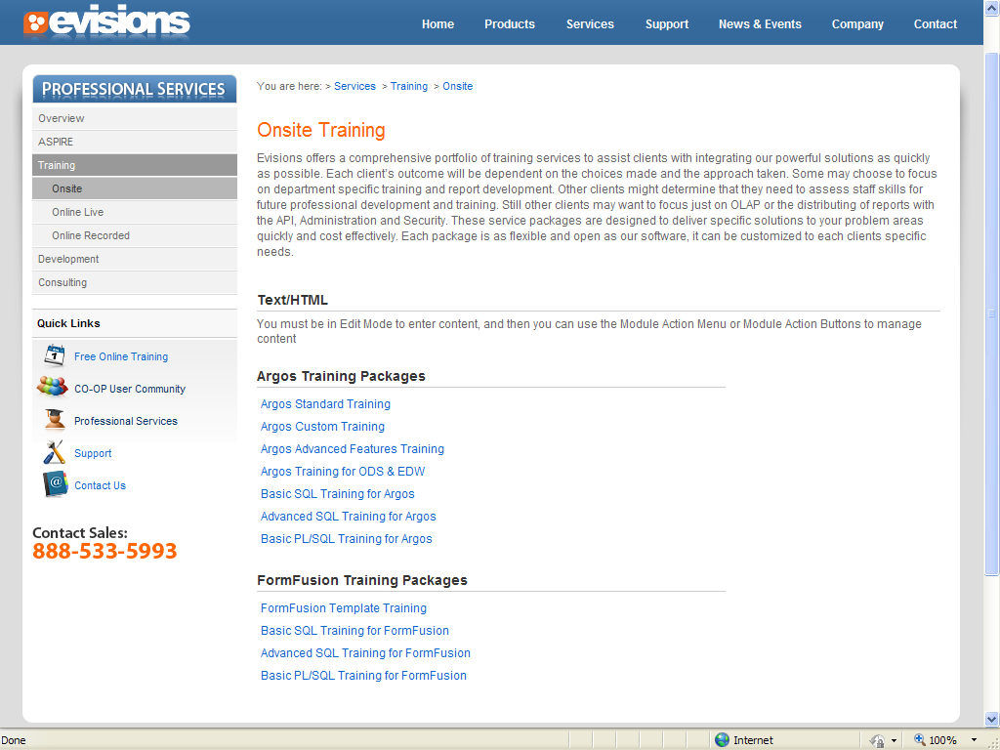 evisions
Home Products Services Support News & Events Company Contact
PROFESSIONAL SERVICES
Overview
ASPIRE
Training
Onsite
Online Live
Online Recorded
Development
Consulting
Quick Links
1
Free Online Training
CO-OP User Community
Professional Services
Support
@
Contact Us
Contact Sales:
888-533-5993
You are here: > Services > Training > Onsite
Onsite Training
Evisions offers a comprehensive portfolio of training services to assist clients with integrating our powerful solutions as quickly
as possible. Each client's outcome will be dependent on the choices made and the approach taken. Some may choose to focus
on department specific training and report development. Other clients might determine that they need to assess staff skills for
future professional development and training. Still other clients may want to focus just on OLAP or the distributing of reports with
the API, Administration and Security. These service packages are designed to deliver specific solutions to your problem areas
quickly and cost effectively. Each package is as flexible and open as our software, it can be customized to each clients specific
needs.
Text/HTML
You must be in Edit Mode to enter content, and then you can use the Module Action Menu or Module Action Buttons to manage
content
Argos Training Packages
Argos Standard Training
Argos Custom Training
Argos Advanced Features Training
Argos Training for ODS & EDW
Basic SQL Training for Argos
Advanced SQL Training for Argos
Basic PL/SQL Training for Argos
FormFusion Training Packages
FormFusion Template Training
Basic SQL Training for FormFusion
Advanced SQL Training for FormFusion
Basic PL/SQL Training for FormFusion
Done Internet 100%